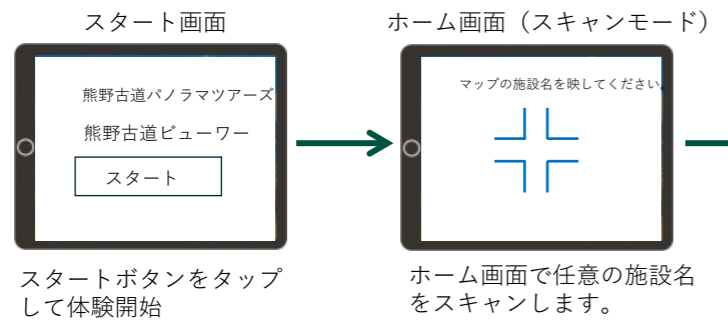 スタート画面
熊野古道パノラマツアーズ
熊野古道ビューワー
スタート
スタートボタンをタップ
して体験開始
ホーム画面（スキャンモード）
マップの施設名を映してください。
ホーム画面で任意の施設名
をスキャンします。